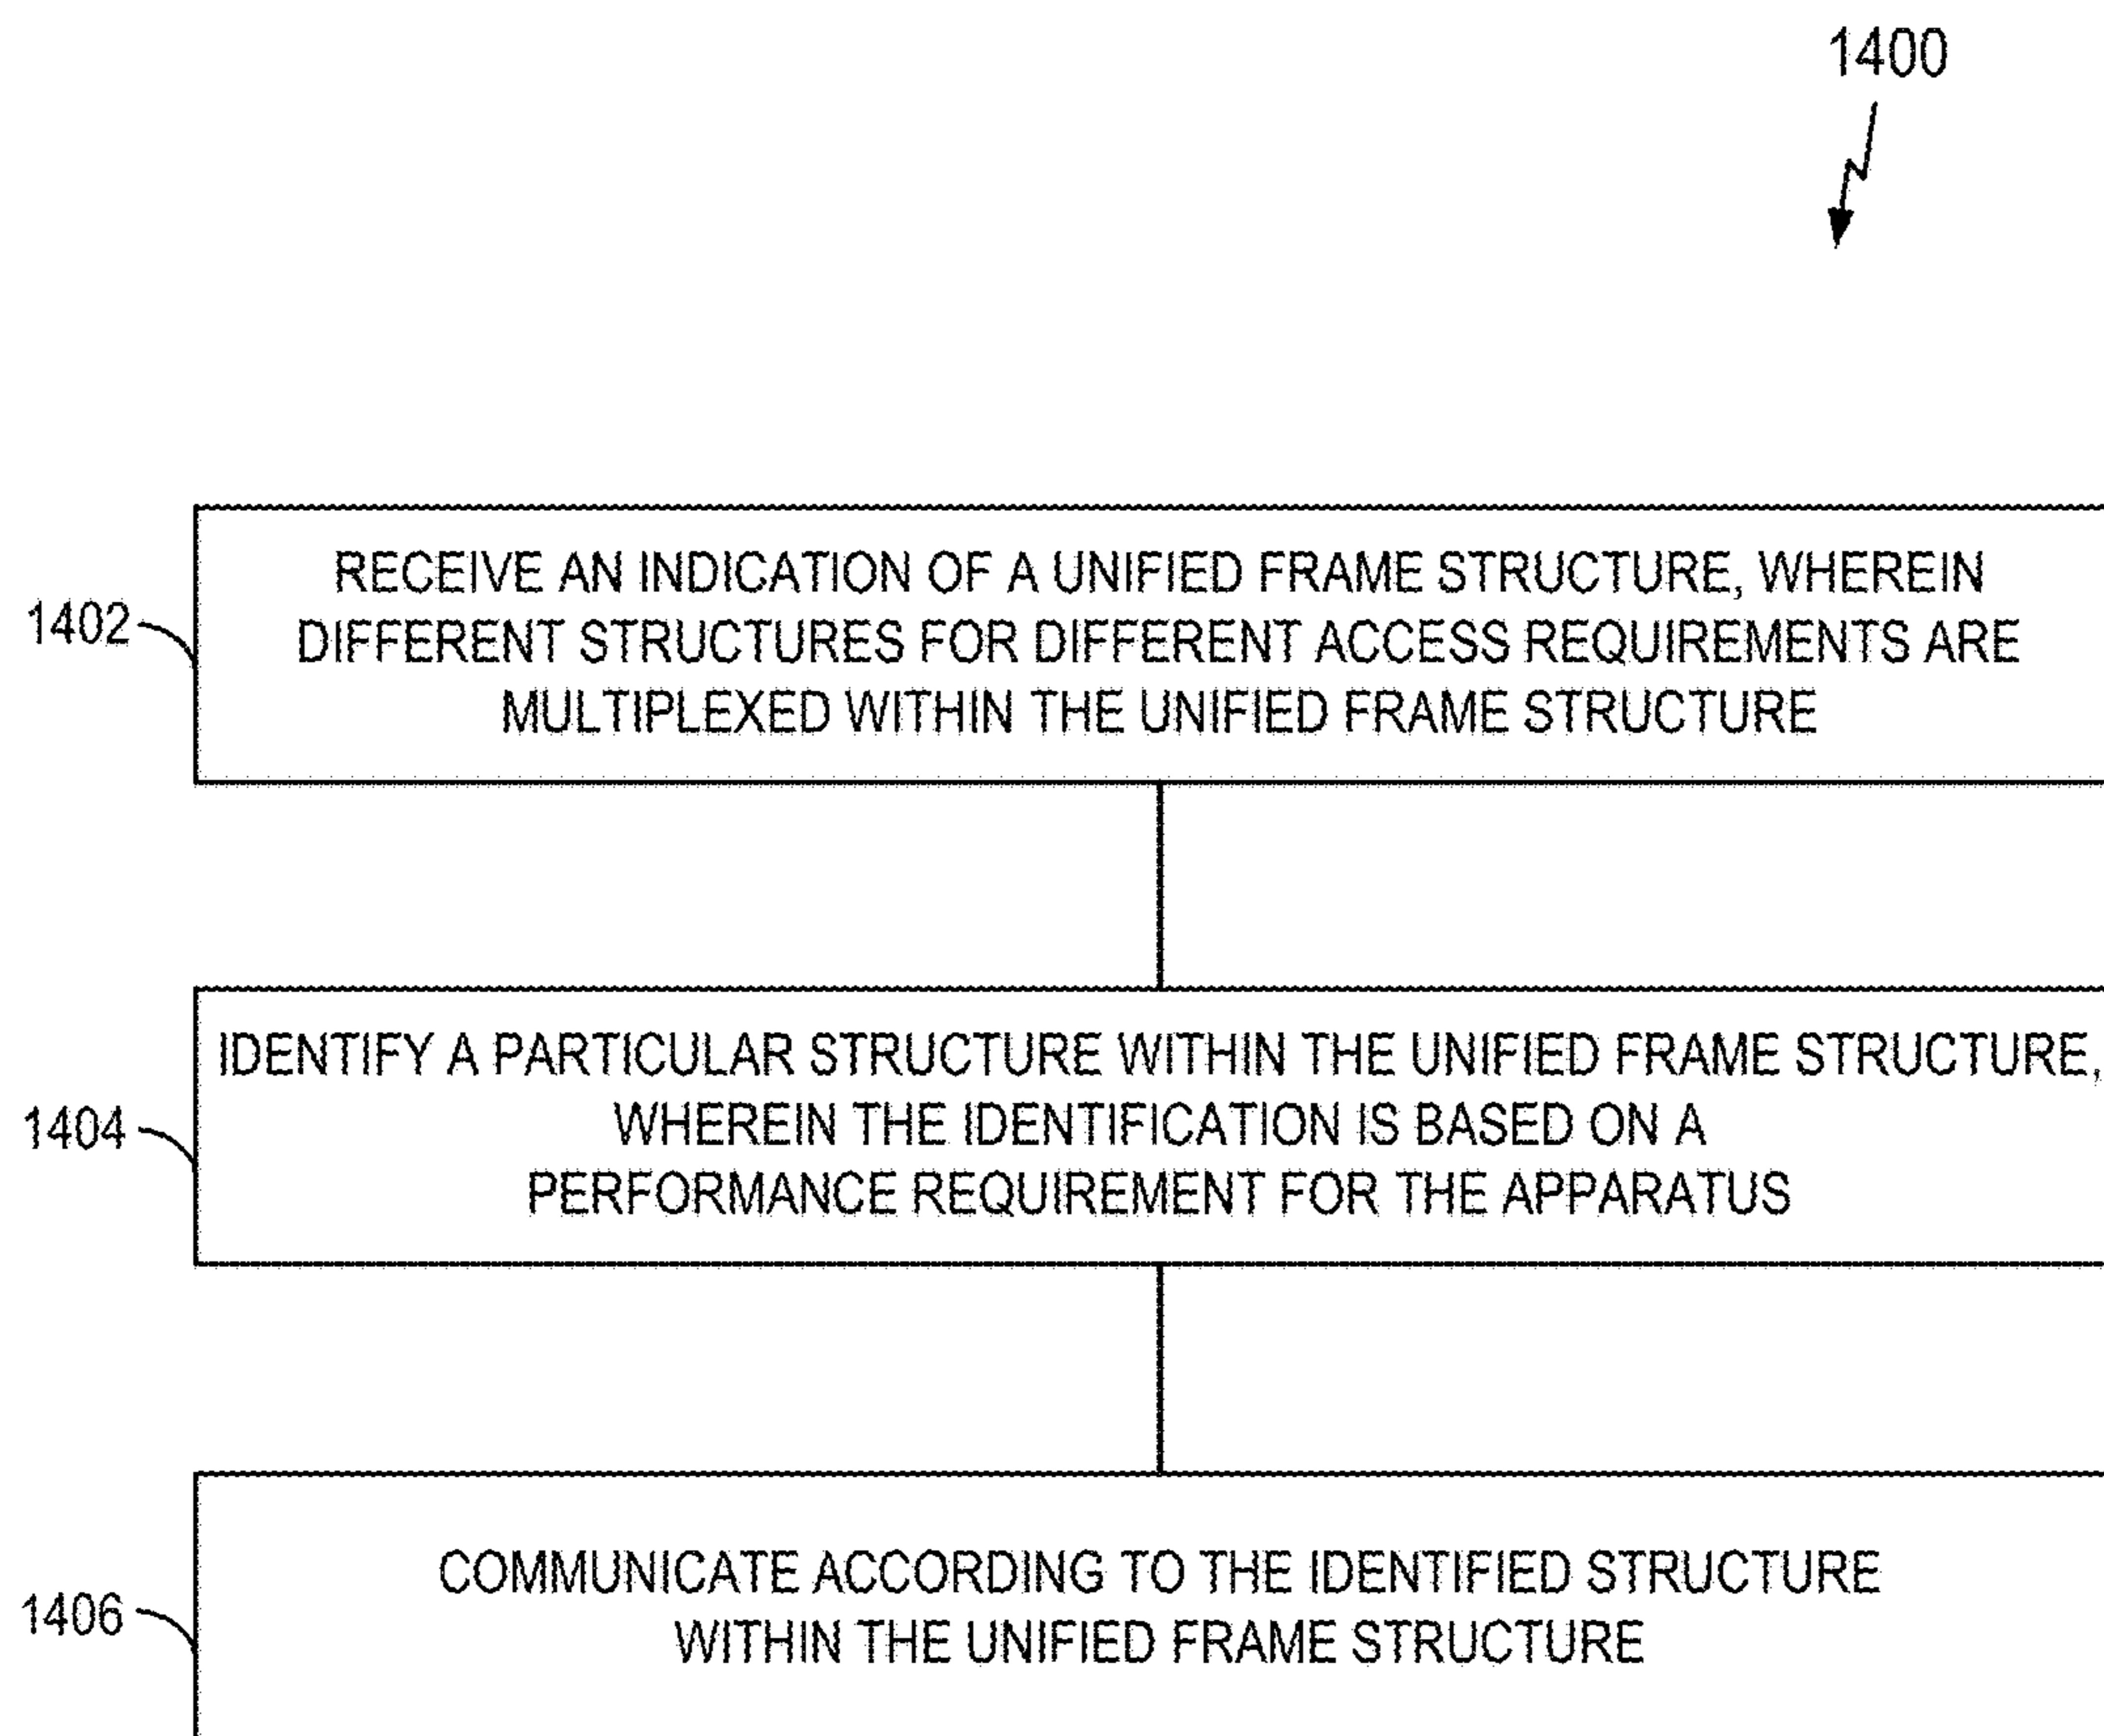 1400
1402
RECEIVE AN INDICATION OF A UNIFIED FRAME STRUCTURE, WHEREIN
DIFFERENT STRUCTURES FOR DIFFERENT ACCESS REQUIREMENTS ARE
MULTIPLEXED WITHIN THE UNIFIED FRAME STRUCTURE
1404
IDENTIFY A PARTICULAR STRUCTURE WITHIN THE UNIFIED FRAME STRUCTURE,
WHEREIN THE IDENTIFICATION IS BASED ON A
PERFORMANCE REQUIREMENT FOR THE APPARATUS
1406
COMMUNICATE ACCORDING TO THE IDENTIFIED STRUCTURE
WITHIN THE UNIFIED FRAME STRUCTURE